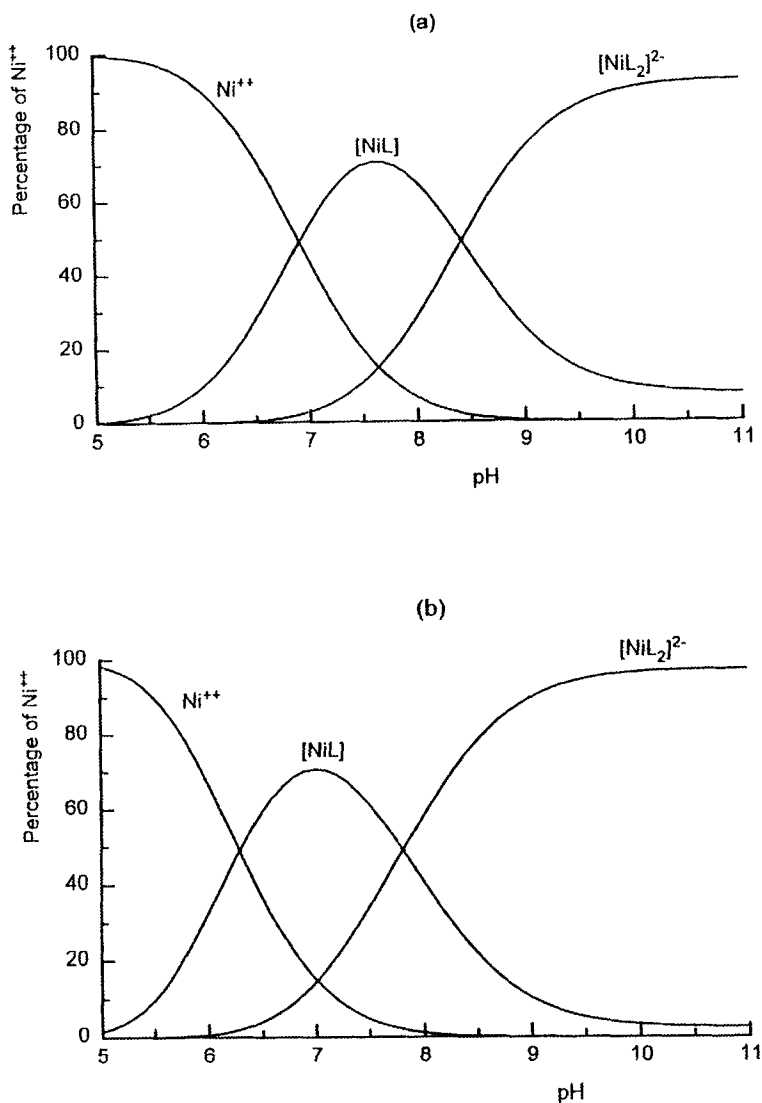 (a)
Percentage of Ni⁺⁺
100
80
60
40
20
0
Ni⁺⁺
[NiL]
[NiL₂]²⁻
5 6 7 8 9 10 11
pH
(b)
Percentage of Ni⁺⁺
100
80
60
40
20
0
Ni⁺⁺
[NiL]
[NiL₂]²⁻
5 6 7 8 9 10 11
pH